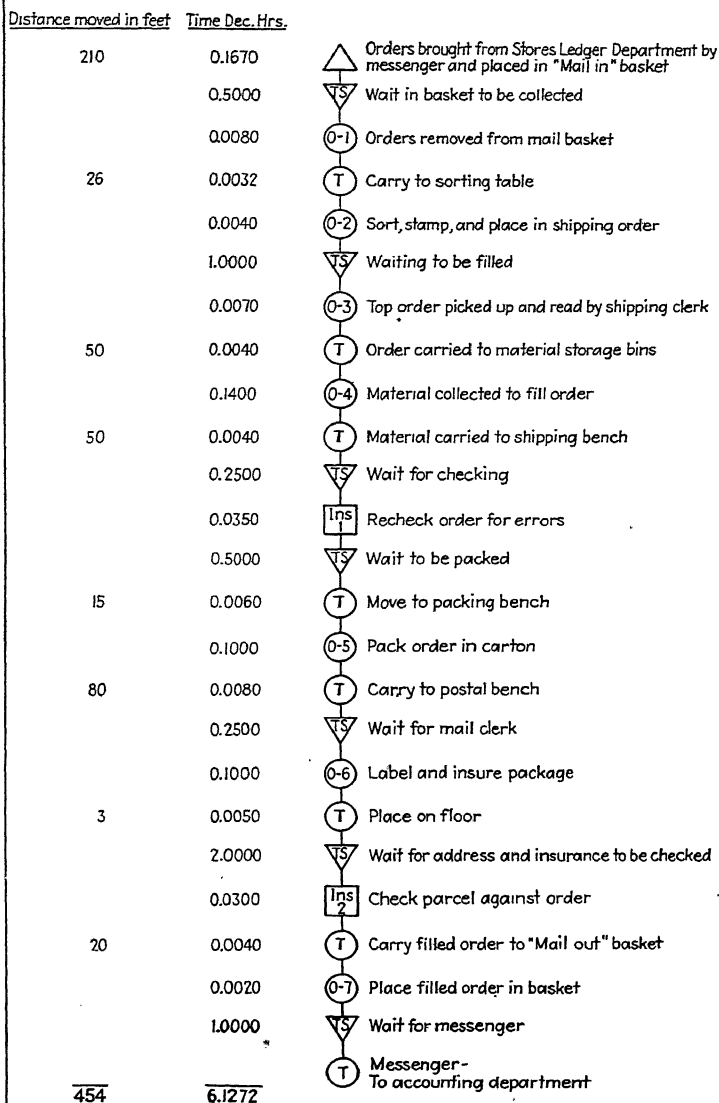 Distance moved in feet Time Dec. Hrs.
210 0.1670 Orders brought from Stores Ledger Department by
messenger and placed in "Mail in" basket
0.5000 TS Wait in basket to be collected
0.0080 0-1 Orders removed from mail basket
26 0.0032 T Carry to sorting table
0.0040 0-2 Sort, stamp, and place in shipping order
1.0000 TS Waiting to be filled
0.0070 0-3 Top order picked up and read by shipping clerk
50 0.0040 T Order carried to material storage bins
0.1400 0-4 Material collected to fill order
50 0.0040 T Material carried to shipping bench
0.2500 TS Wait for checking
0.0350 Ins 1 Recheck order for errors
0.5000 TS Wait to be packed
15 0.0060 T Move to packing bench
0.1000 0-5 Pack order in carton
80 0.0080 T Carry to postal bench
0.2500 TS Wait for mail clerk
0.1000 0-6 Label and insure package
3 0.0050 T Place on floor
2.0000 TS Wait for address and insurance to be checked
0.0300 Ins 2 Check parcel against order
20 0.0040 T Carry filled order to "Mail out" basket
0.0020 0-7 Place filled order in basket
1.0000 TS Wait for messenger
T Messenger-
To accounting department
454 6.1272